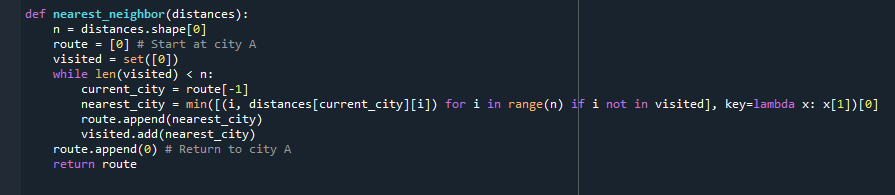 def nearest_neighbor(distances):
    n = distances.shape[0]
    route = [0] # Start at city A
    visited = set([0])
    while len(visited) < n:
        current_city = route[-1]
        nearest_city = min([(i, distances[current_city][i]) for i in range(n) if i not in visited], key=lambda x: x[1])[0]
        route.append(nearest_city)
        visited.add(nearest_city)
    route.append(0) # Return to city A
    return route